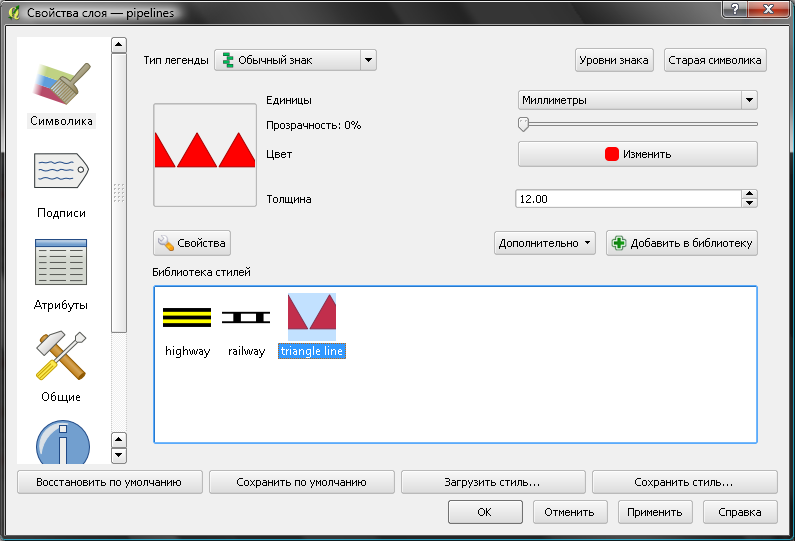 Свойства слоя — pipelines
Символика
Подписи
Атрибуты
Общие
Тип легенды
Обычный знак
Уровни знака
Старая символика
Единицы
Миллиметры
Прозрачность: 0%
Цвет
Изменить
Толщина
12.00
Свойства
Дополнительно
Добавить в библиотеку
Библиотека стилей
highway
railway
triangle line
Восстановить по умолчанию
Сохранить по умолчанию
Загрузить стиль...
Сохранить стиль...
OK
Отменить
Применить
Справка